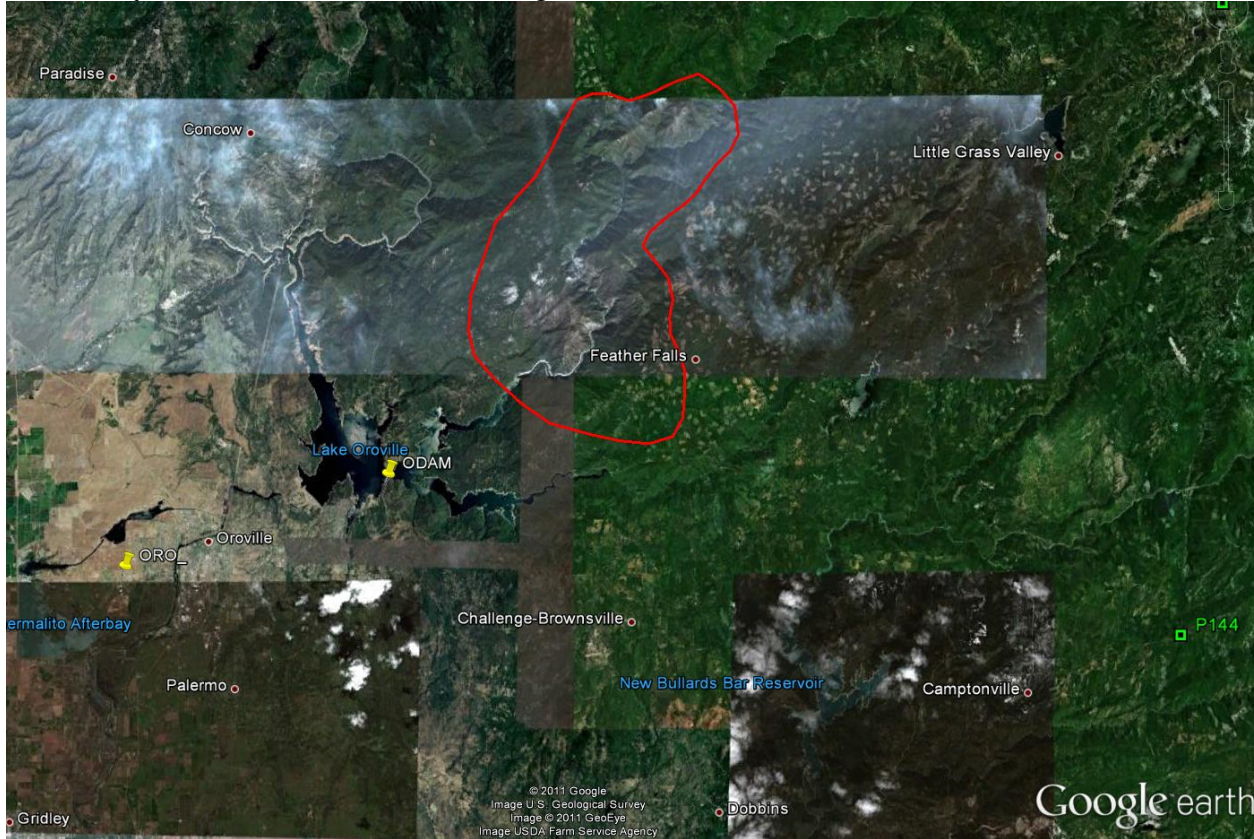 Paradise
Concow
Little Grass Valley
Feather Falls
Lake Oroville
ODAM
Oroville
ORO_
ermalito Afterbay
Challenge-Brownsville
P144
Palermo
New Bullards Bar Reservoir
Camptonville
© 2011 Google
Image U.S. Geological Survey
Image © 2011 GeoEye
Image USDA Farm Service Agency
Dobbins
Google earth
Gridley